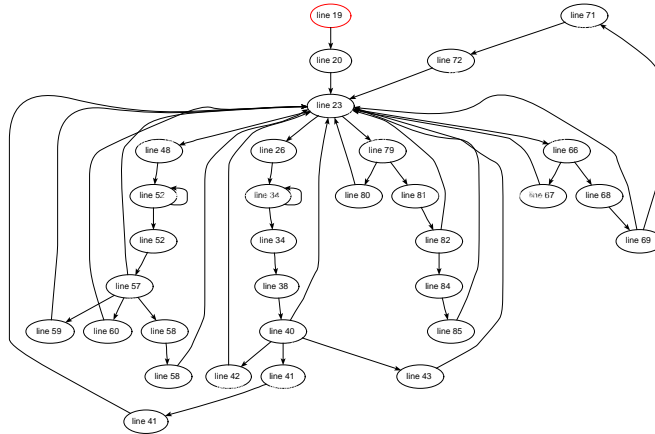 line 19
line 71
line 20
line 72
line 23
line 48
line 26
line 79
line 66
line 52
line 34
line 80
line 81
line 67
line 68
line 52
line 34
line 82
line 69
line 57
line 38
line 84
line 59
line 60
line 58
line 40
line 85
line 58
line 42
line 41
line 43
line 41